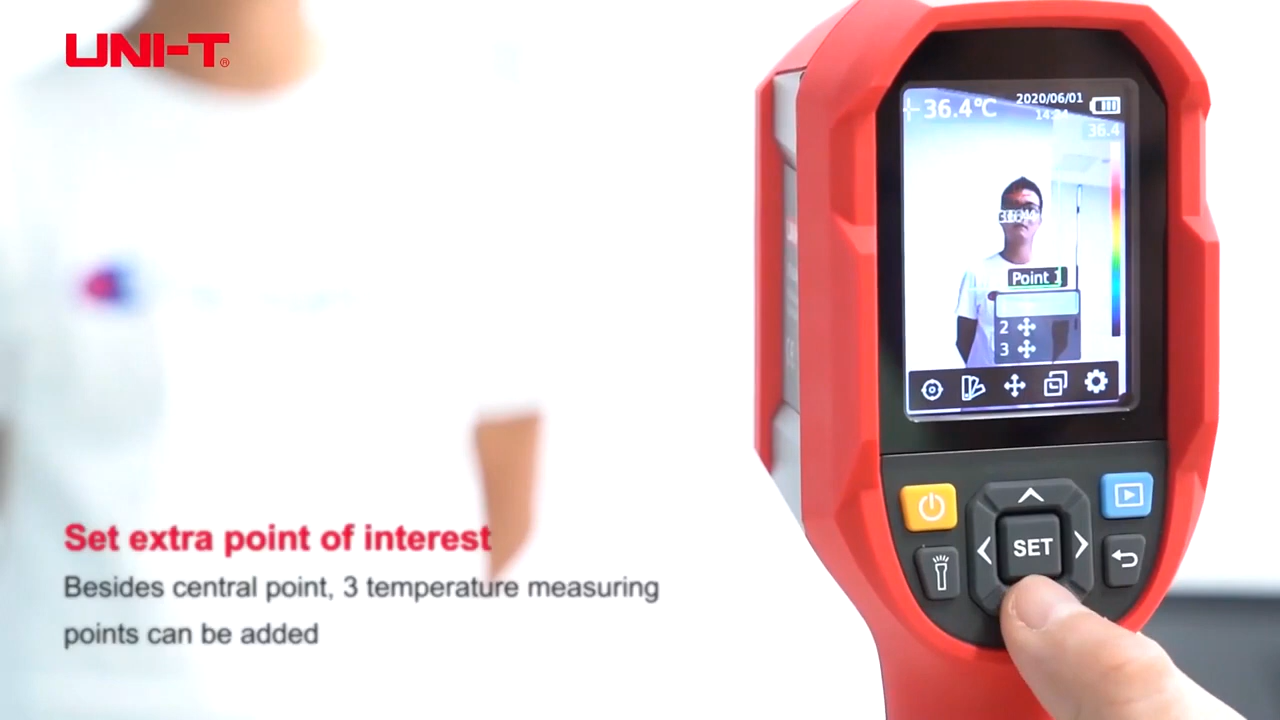 UNI-T®
36.4℃
2020/06/01
36.4
Point 1
2
3
SET
Set extra point of interest
Besides central point, 3 temperature measuring
points can be added